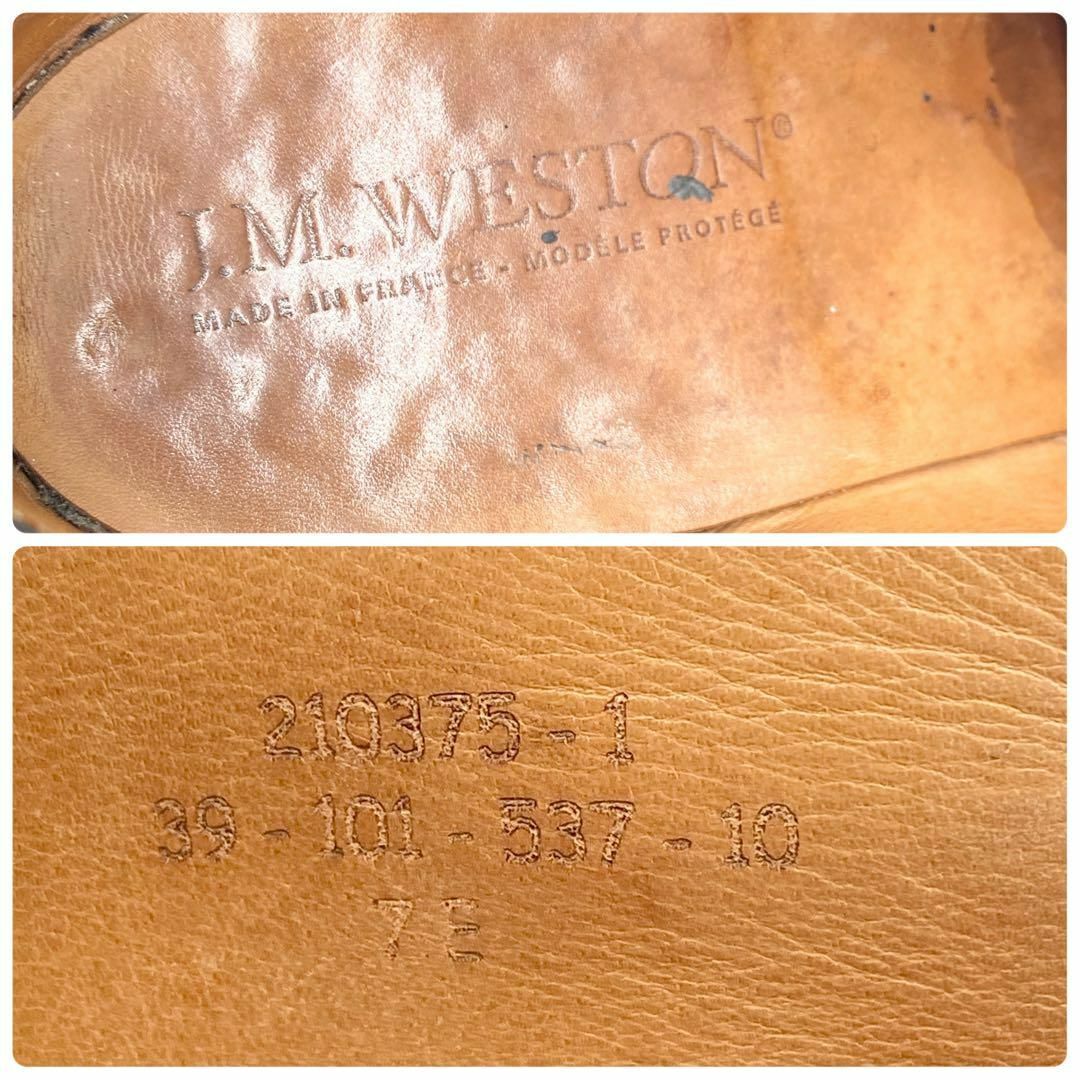 J.M. WESTON®
MADE IN FRANCE - MODÈLE PROTÉGÉ
210375 - 1
39 - 101 - 537 - 10
7 E